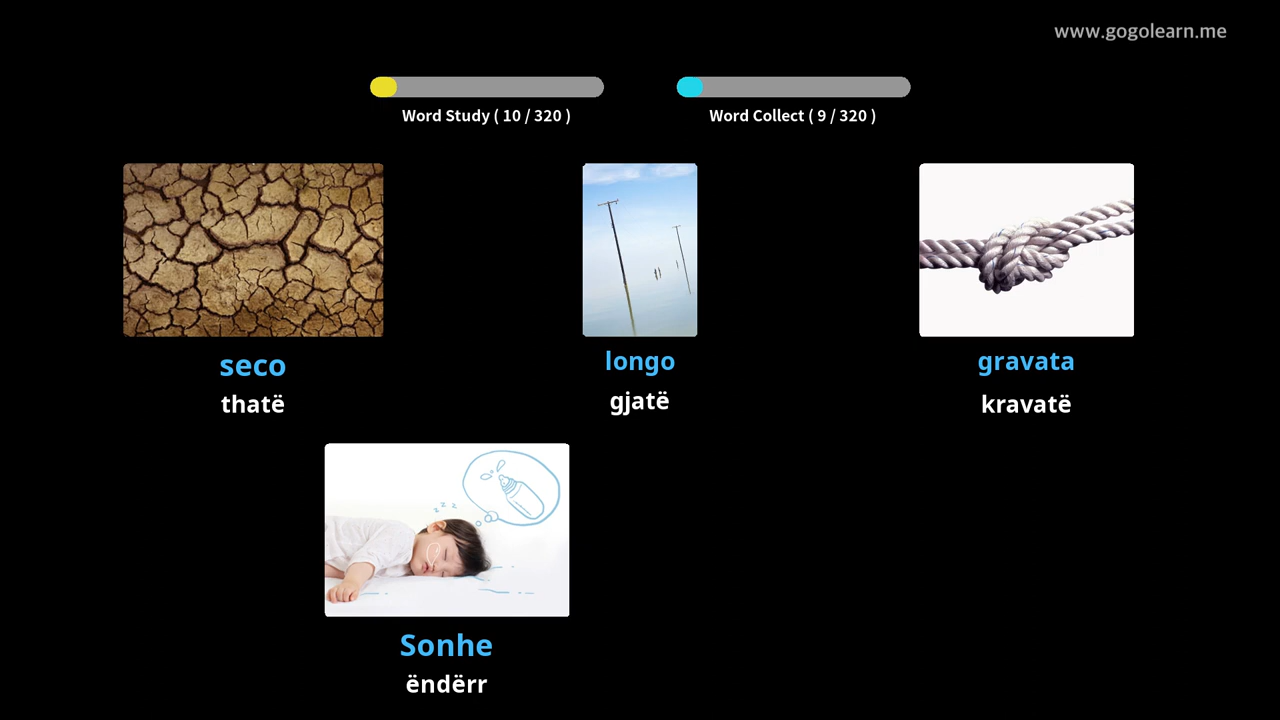 www.gogolearn.me
Word Study ( 10 / 320 )
Word Collect ( 9 / 320 )
seco
thatë
longo
gjatë
gravata
kravatë
z z z
Sonhe
ëndërr